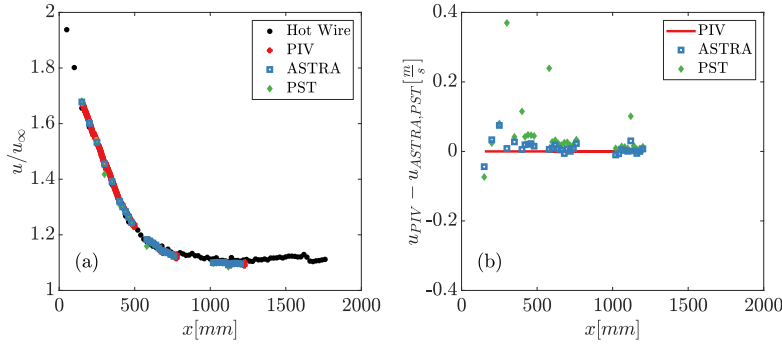 2
1.8
1.6
1.4
1.2
1
0
500
1000
1500
2000
u/u∞
x[mm]
Hot Wire
PIV
ASTRA
PST
(a)
0.4
0.2
0
-0.2
-0.4
0
500
1000
1500
2000
u_PIV − u_ASTRA,PST[m/s]
x[mm]
PIV
ASTRA
PST
(b)